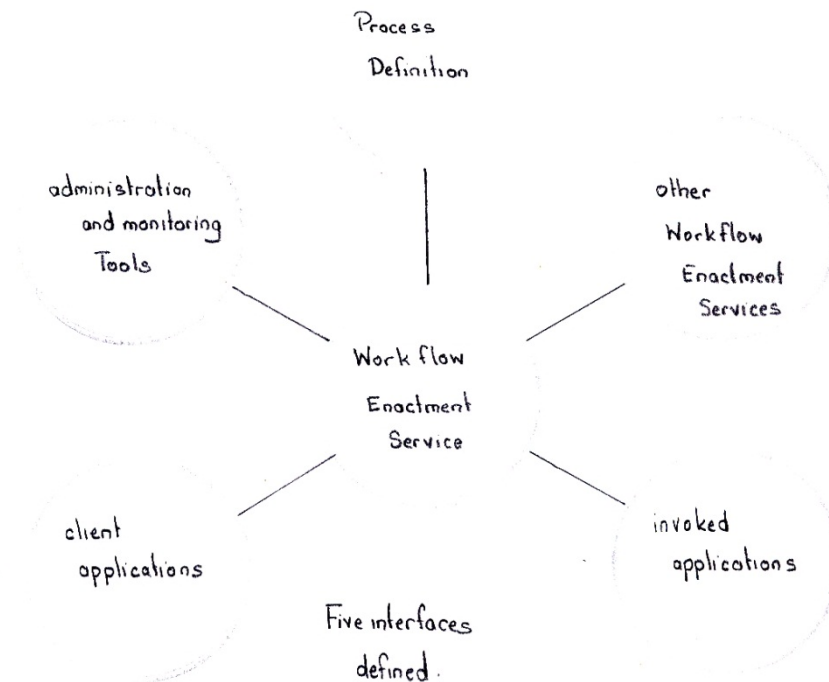 Process
Definition
administration
and monitoring
Tools
other
Workflow
Enactment
Services
Work flow
Enactment
Service
client
applications
invoked
applications
Five interfaces
defined.